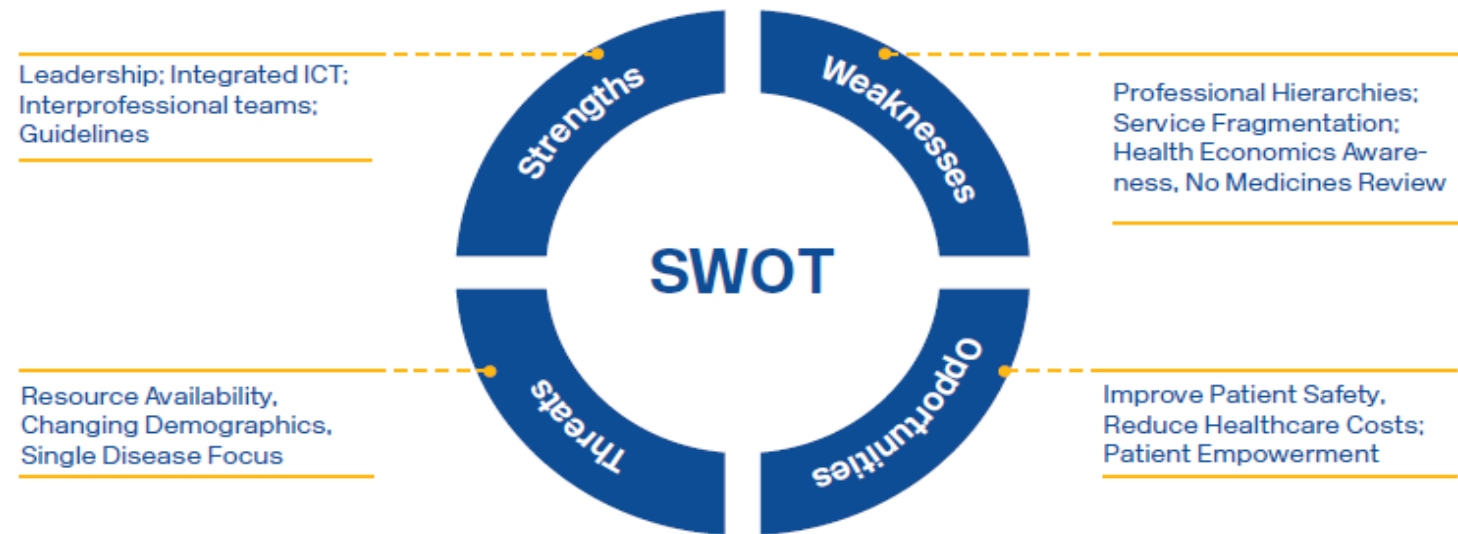 Leadership; Integrated ICT;
Interprofessional teams;
Guidelines
Strengths
Weaknesses
Professional Hierarchies;
Service Fragmentation;
Health Economics Aware-
ness, No Medicines Review
SWOT
Resource Availability,
Changing Demographics,
Single Disease Focus
Threats
Opportunities
Improve Patient Safety,
Reduce Healthcare Costs;
Patient Empowerment